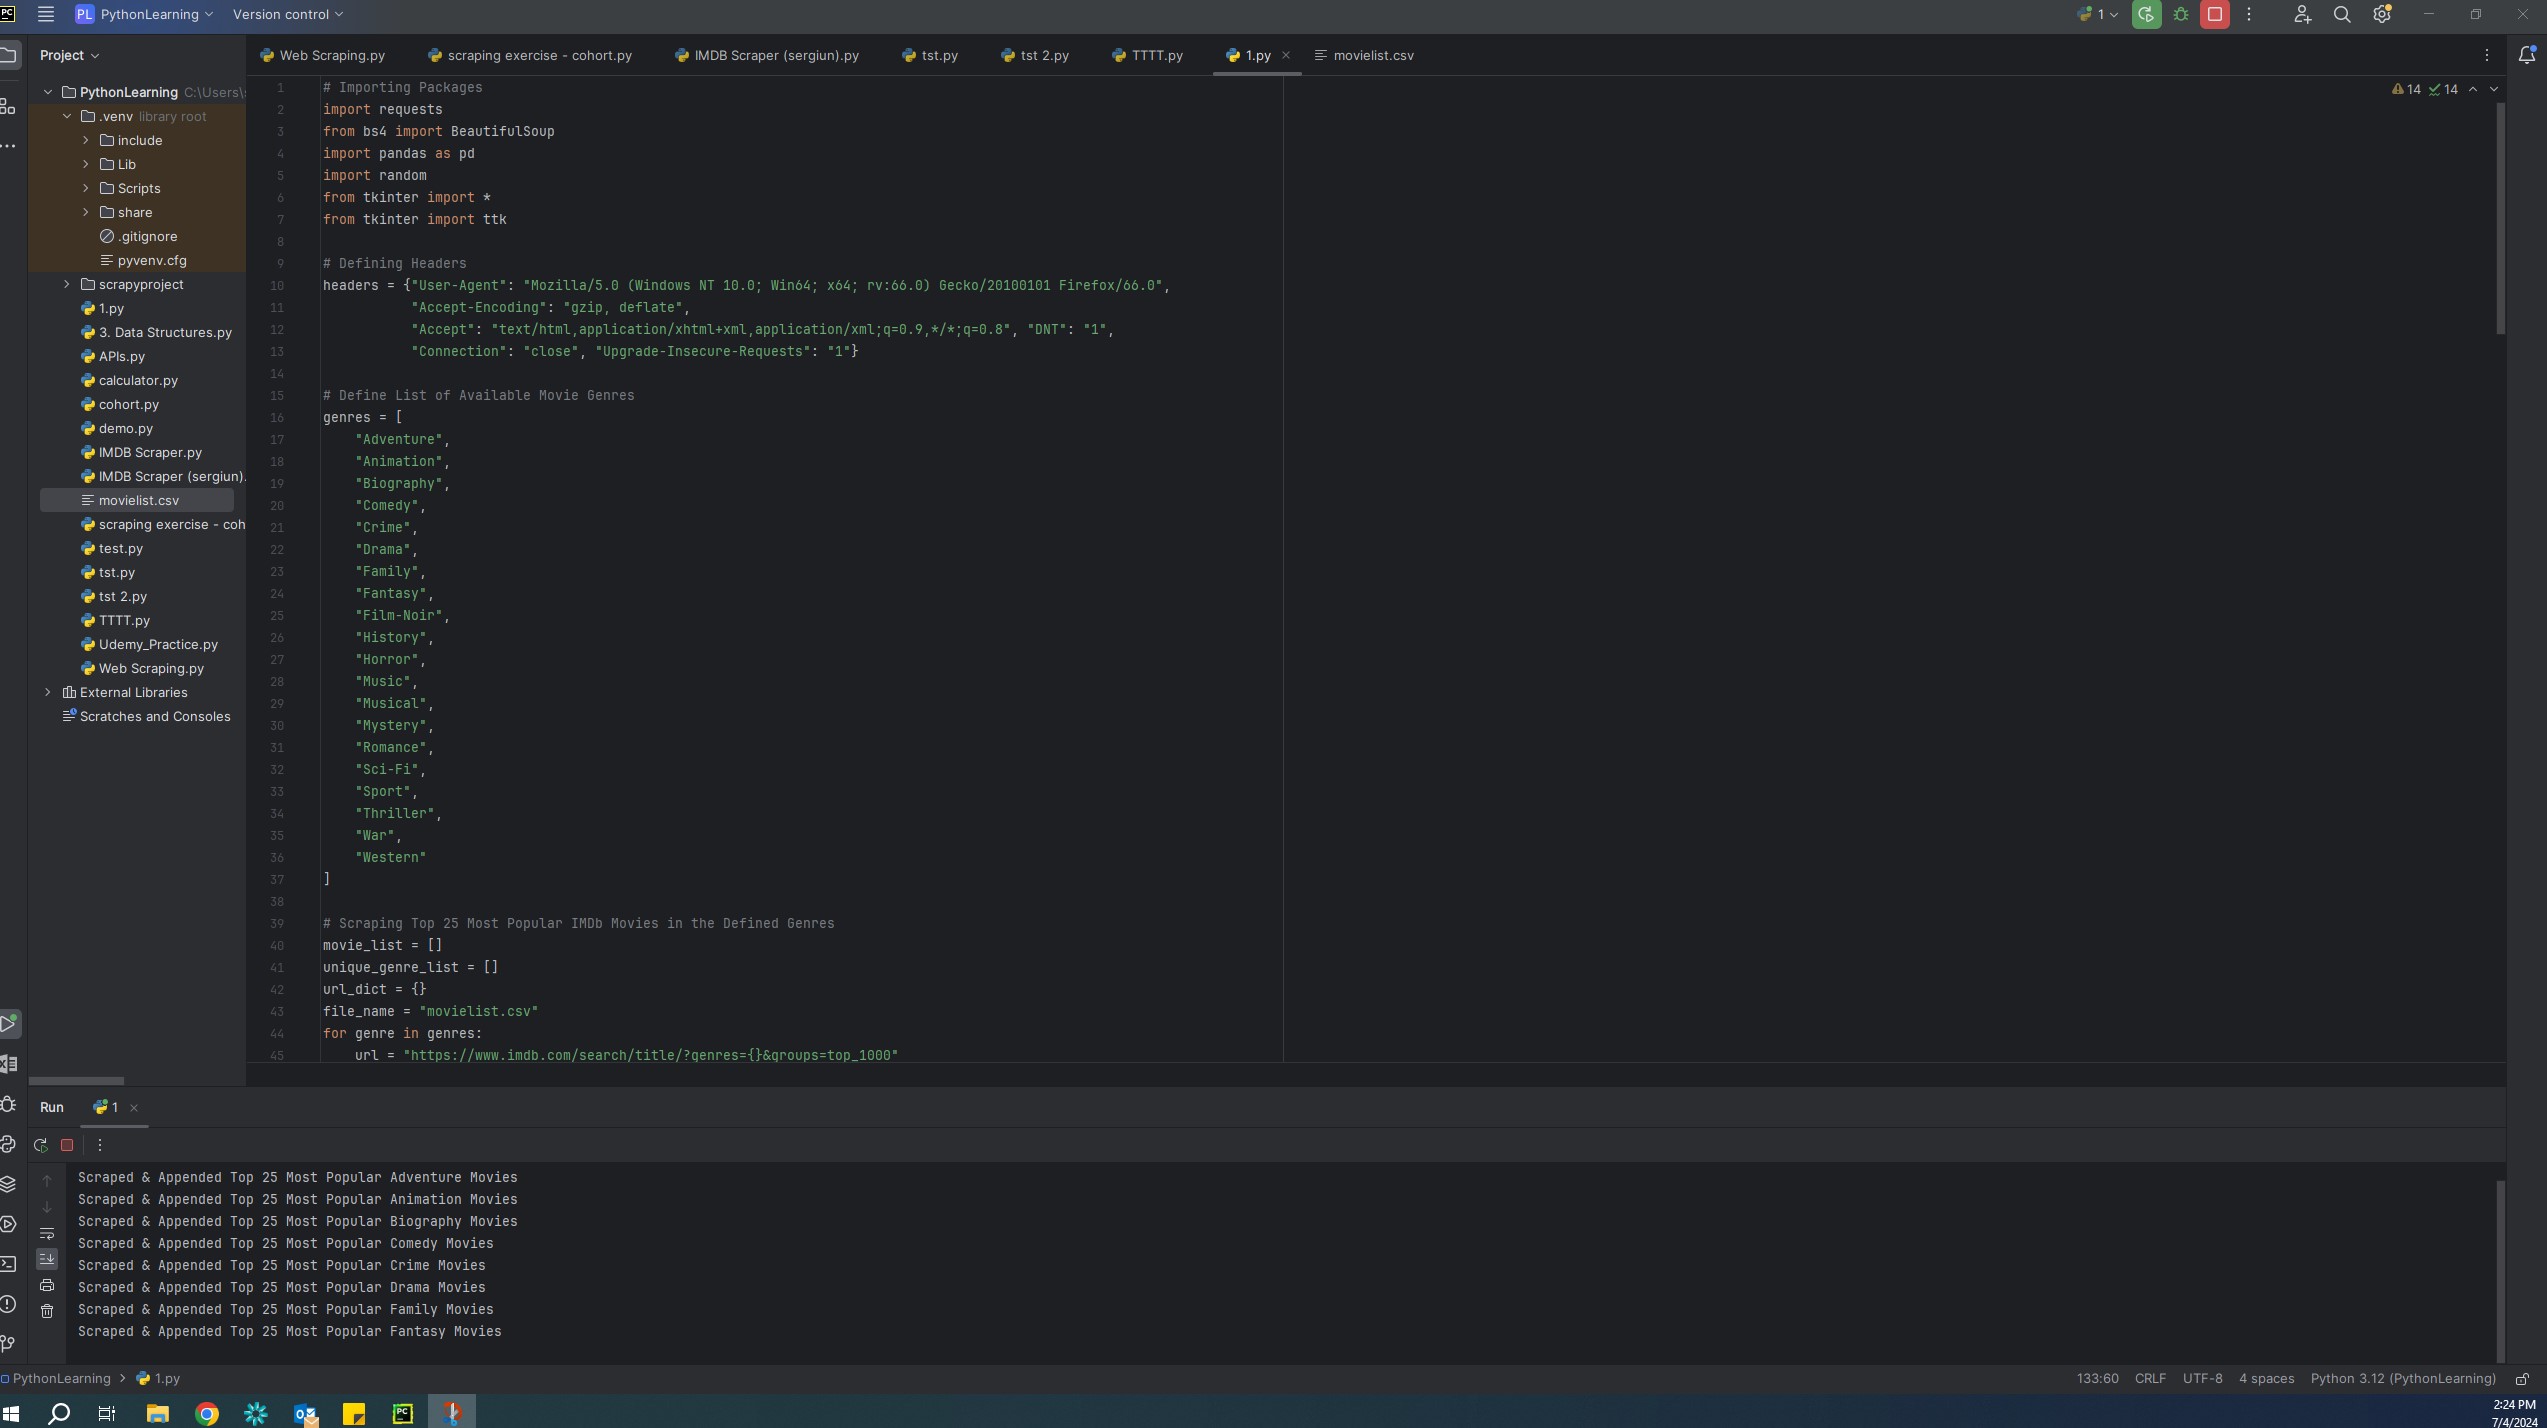 PC
PL PythonLearning Version control
1
Project
Web Scraping.py scraping exercise - cohort.py IMDB Scraper (sergiun).py tst.py tst 2.py TTTT.py 1.py movielist.csv
PythonLearning C:\Users\
.venv library root
include
Lib
Scripts
share
.gitignore
pyvenv.cfg
scrapyproject
1.py
3. Data Structures.py
APIs.py
calculator.py
cohort.py
demo.py
IMDB Scraper.py
IMDB Scraper (sergiun).
movielist.csv
scraping exercise - coh
test.py
tst.py
tst 2.py
TTTT.py
Udemy_Practice.py
Web Scraping.py
External Libraries
Scratches and Consoles
14 14
1 # Importing Packages
2 import requests
3 from bs4 import BeautifulSoup
4 import pandas as pd
5 import random
6 from tkinter import *
7 from tkinter import ttk
8
9 # Defining Headers
10 headers = {"User-Agent": "Mozilla/5.0 (Windows NT 10.0; Win64; x64; rv:66.0) Gecko/20100101 Firefox/66.0",
11 "Accept-Encoding": "gzip, deflate",
12 "Accept": "text/html,application/xhtml+xml,application/xml;q=0.9,*/*;q=0.8", "DNT": "1",
13 "Connection": "close", "Upgrade-Insecure-Requests": "1"}
14
15 # Define List of Available Movie Genres
16 genres = [
17 "Adventure",
18 "Animation",
19 "Biography",
20 "Comedy",
21 "Crime",
22 "Drama",
23 "Family",
24 "Fantasy",
25 "Film-Noir",
26 "History",
27 "Horror",
28 "Music",
29 "Musical",
30 "Mystery",
31 "Romance",
32 "Sci-Fi",
33 "Sport",
34 "Thriller",
35 "War",
36 "Western"
37 ]
38
39 # Scraping Top 25 Most Popular IMDb Movies in the Defined Genres
40 movie_list = []
41 unique_genre_list = []
42 url_dict = {}
43 file_name = "movielist.csv"
44 for genre in genres:
45 url = "https://www.imdb.com/search/title/?genres={}&groups=top_1000"
Run 1
Scraped & Appended Top 25 Most Popular Adventure Movies
Scraped & Appended Top 25 Most Popular Animation Movies
Scraped & Appended Top 25 Most Popular Biography Movies
Scraped & Appended Top 25 Most Popular Comedy Movies
Scraped & Appended Top 25 Most Popular Crime Movies
Scraped & Appended Top 25 Most Popular Drama Movies
Scraped & Appended Top 25 Most Popular Family Movies
Scraped & Appended Top 25 Most Popular Fantasy Movies
PythonLearning > 1.py
133:60 CRLF UTF-8 4 spaces Python 3.12 (PythonLearning)
PC
2:24 PM
7/4/2024